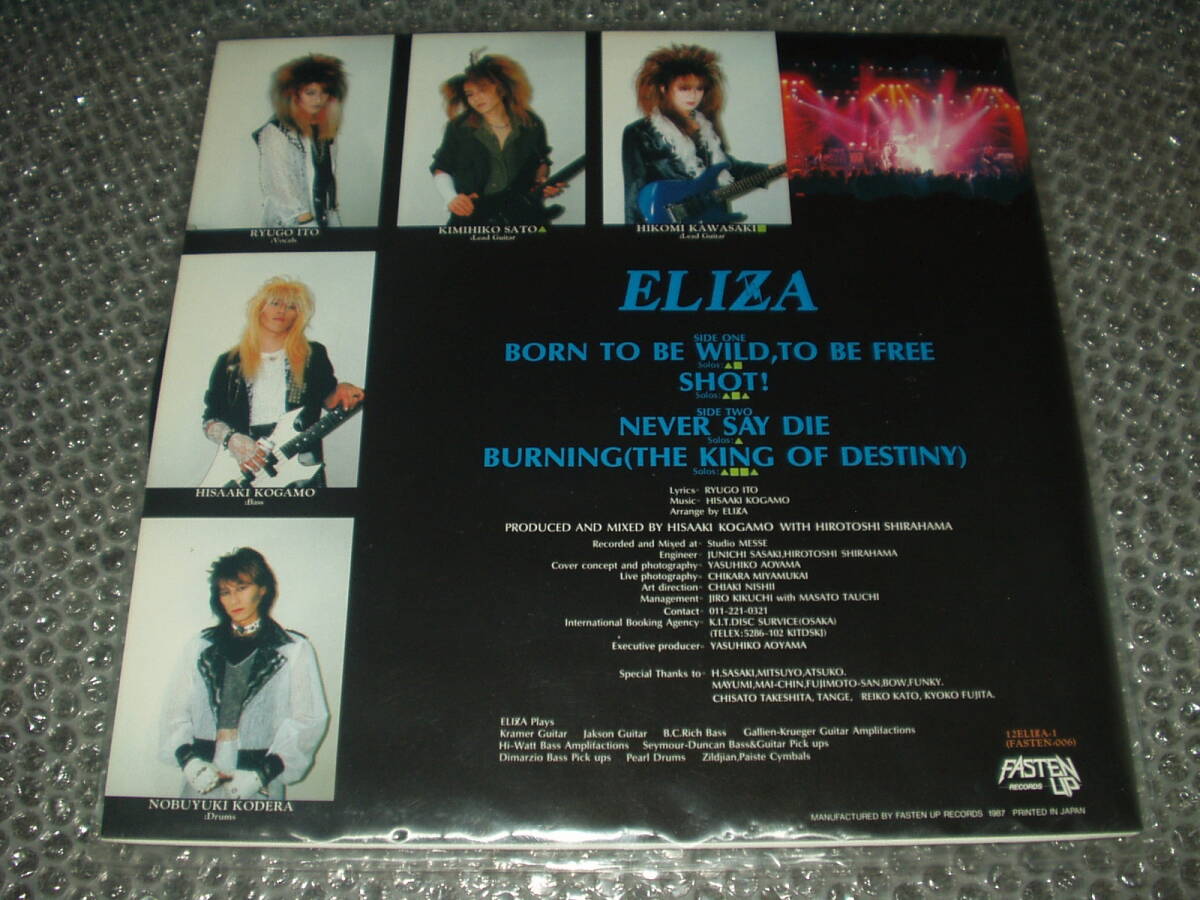 RYUGO ITO
:Vocals
KIMIHIKO SATO▲
:Lead Guitar
HIKOMI KAWASAKI■
:Lead Guitar
HISAAKI KOGAMO
:Bass
NOBUYUKI KODERA
:Drums
ELIZA
SIDE ONE
BORN TO BE WILD,TO BE FREE
Solos:▲■
SHOT!
Solos:▲■▲
SIDE TWO
NEVER SAY DIE
Solos:▲
BURNING(THE KING OF DESTINY)
Solos:▲■■▲
Lyrics= RYUGO ITO
Music= HISAAKI KOGAMO
Arrange by ELIZA
PRODUCED AND MIXED BY HISAAKI KOGAMO WITH HIROTOSHI SHIRAHAMA
Recorded and Mixed at= Studio MESSE
Engineer= JUNICHI SASAKI,HIROTOSHI SHIRAHAMA
Cover concept and photography= YASUHIKO AOYAMA
Live photography= CHIKARA MIYAMUKAI
Art direction= CHIAKI NISHII
Management= JIRO KIKUCHI with MASATO TAUCHI
Contact= 011-221-0321
International Booking Agency= K.I.T.DISC SURVICE(OSAKA)
(TELEX:5286-102 KITDSKJ)
Executive producer= YASUHIKO AOYAMA
Special Thanks to= H.SASAKI,MITSUYO,ATSUKO.
MAYUMI,MAI-CHIN,FUJIMOTO-SAN,BOW,FUNKY.
CHISATO TAKESHITA, TANGE, REIKO KATO, KYOKO FUJITA.
ELIZA Plays
Kramer Guitar Jakson Guitar B.C.Rich Bass Gallien-Krueger Guitar Amplifactions
Hi-Watt Bass Amplifactions Seymour-Duncan Bass&Guitar Pick ups
Dimarzio Bass Pick ups Pearl Drums Zildjian,Paiste Cymbals
12ELIZA-1
(FASTEN-006)
FASTEN UP
RECORDS
MANUFACTURED BY FASTEN UP RECORDS 1987 PRINTED IN JAPAN